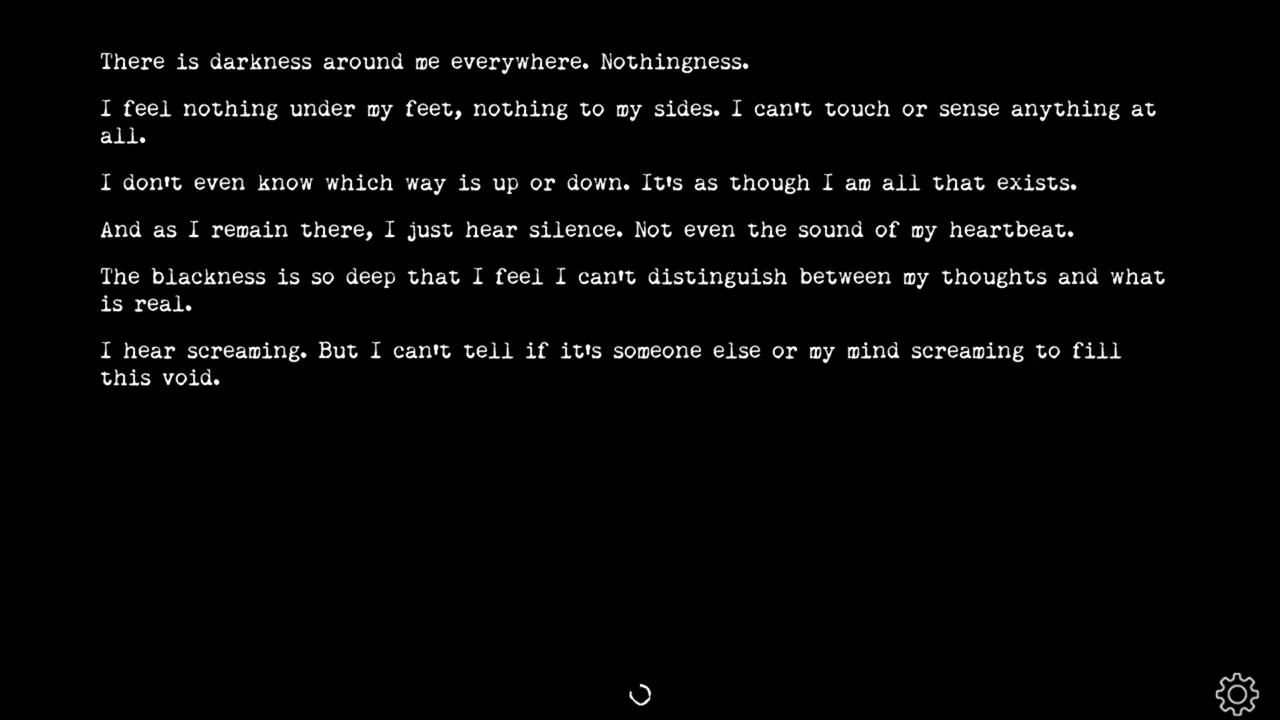 There is darkness around me everywhere. Nothingness.
I feel nothing under my feet, nothing to my sides. I can't touch or sense anything at
all.
I don't even know which way is up or down. It's as though I am all that exists.
And as I remain there, I just hear silence. Not even the sound of my heartbeat.
The blackness is so deep that I feel I can't distinguish between my thoughts and what
is real.
I hear screaming. But I can't tell if it's someone else or my mind screaming to fill
this void.